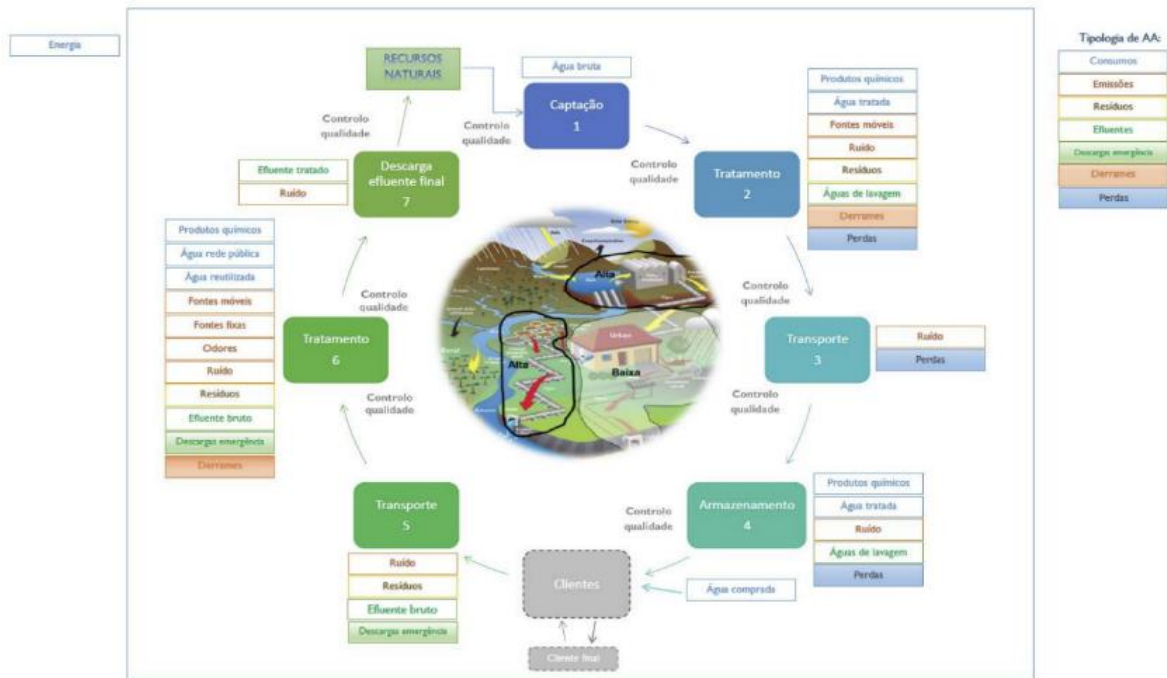 Energia
RECURSOS
NATURAIS
Água bruta
Captação
1
Controlo
qualidade
Controlo
qualidade
Controlo
qualidade
Tratamento
2
Produtos químicos
Água tratada
Fontes móveis
Ruído
Resíduos
Águas de lavagem
Derrames
Perdas
Tipologia de AA:
Consumos
Emissões
Resíduos
Efluentes
Descargas emergência
Derrames
Perdas
Descarga
efluente final
7
Efluente tratado
Ruído
Controlo
qualidade
Transporte
3
Ruído
Perdas
Controlo
qualidade
Produtos químicos
Água rede pública
Água reutilizada
Fontes móveis
Fontes fixas
Odores
Ruído
Resíduos
Efluente bruto
Descargas emergência
Derrames
Controlo
qualidade
Tratamento
6
Controlo
qualidade
Alta
Alta
Urban
Baixa
Armazenamento
4
Produtos químicos
Água tratada
Ruído
Águas de lavagem
Perdas
Controlo
qualidade
Transporte
5
Ruído
Resíduos
Efluente bruto
Descargas emergência
Clientes
Água comprada
Cliente final